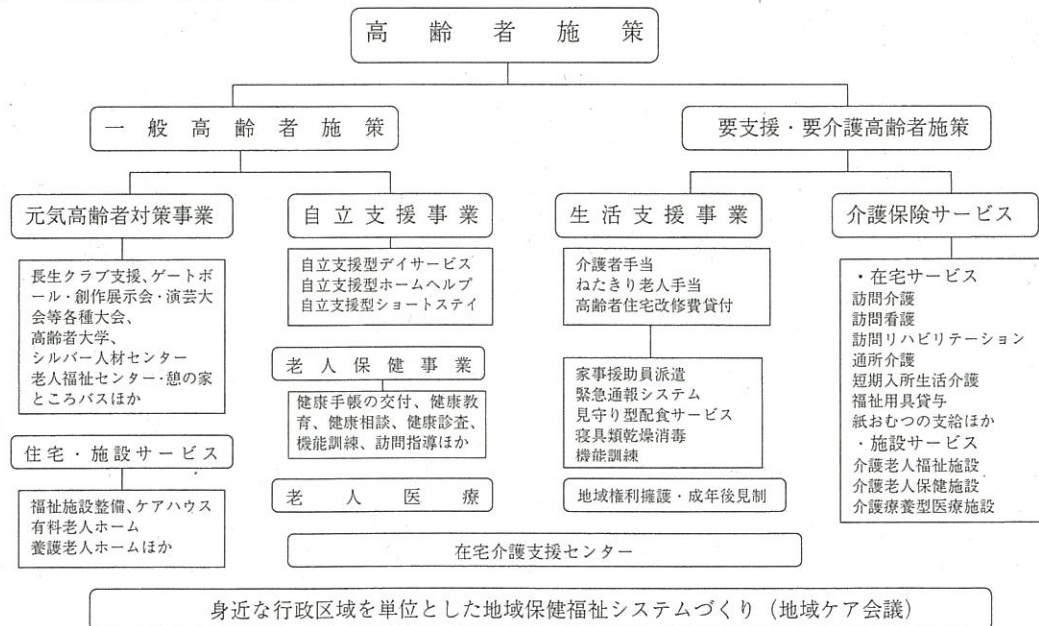 高齢者施策
一般高齢者施策
要支援・要介護高齢者施策
元気高齢者対策事業
長生クラブ支援、ゲートボ
ール・創作展示会・演芸大
会等各種大会、
高齢者大学、
シルバー人材センター
老人福祉センター・憩の家
ところバスほか
住宅・施設サービス
福祉施設整備、ケアハウス
有料老人ホーム
養護老人ホームほか
自立支援事業
自立支援型デイサービス
自立支援型ホームヘルプ
自立支援型ショートステイ
老人保健事業
健康手帳の交付、健康教
育、健康相談、健康診査、
機能訓練、訪問指導ほか
老人医療
生活支援事業
介護者手当
ねたきり老人手当
高齢者住宅改修費貸付
家事援助員派遣
緊急通報システム
見守り型配食サービス
寝具類乾燥消毒
機能訓練
地域権利擁護・成年後見制
介護保険サービス
・在宅サービス
訪問介護
訪問看護
訪問リハビリテーション
通所介護
短期入所生活介護
福祉用具貸与
紙おむつの支給ほか
・施設サービス
介護老人福祉施設
介護老人保健施設
介護療養型医療施設
在宅介護支援センター
身近な行政区域を単位とした地域保健福祉システムづくり（地域ケア会議）